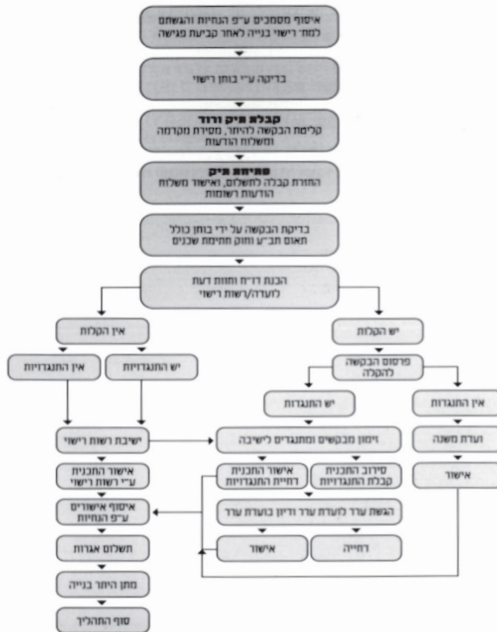 איסוף מסמכים ע״פ הנחיות והגשתם
למח׳ רישוי בנייה לאחר קביעת פגישה
בדיקה ע״י בוחן רישוי
קבלת תיק ורוד
קליטת הבקשה להיתר, מסירת מקדמה
ומשלוח הודעות
פתיחת תיק
החזרת קבלה לתשלום, ואישור משלוח
הודעות רשומות
בדיקת הבקשה על ידי בוחן כולל
תאום תב״ע וחוק חתימת שכנים
הכנת דו״ח וחוות דעת
לועדה/רשות רישוי
יש הקלות
אין הקלות
פרסום הבקשה
להקלה
יש התנגדויות
אין התנגדויות
אין התנגדות
יש התנגדות
ועדת משנה
זימון מבקשים ומתנגדים לישיבה
ישיבת רשות רישוי
אישור
סירוב התכנית
קבלת התנגדויות
אישור התכנית
דחיית התנגדויות
אישור התכנית
ע״י רשות רישוי
הגשת ערר לועדת ערר ודיון בועדת ערר
איסוף אישורים
ע״פ הנחיות
דחייה
אישור
תשלום אגרות
מתן היתר בנייה
סוף התהליך